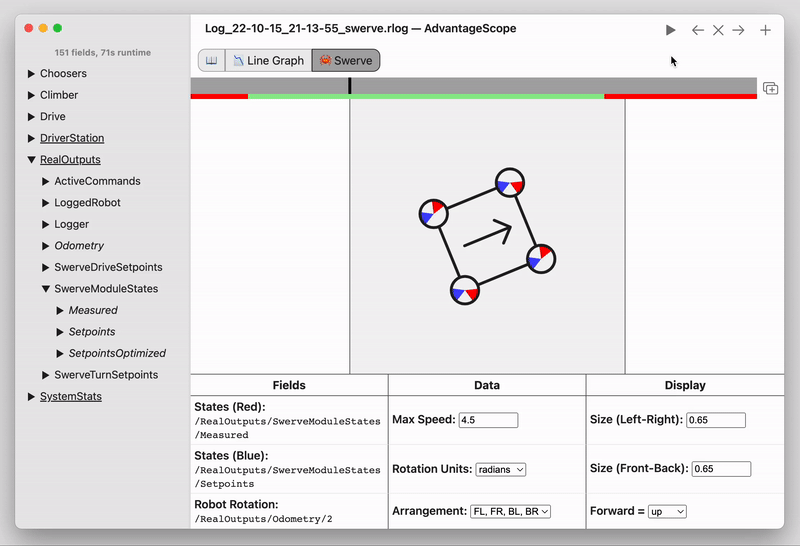 Log_22-10-15_21-13-55_swerve.rlog — AdvantageScope
151 fields, 71s runtime
Choosers
Climber
Drive
DriverStation
RealOutputs
ActiveCommands
LoggedRobot
Logger
Odometry
SwerveDriveSetpoints
SwerveModuleStates
Measured
Setpoints
SetpointsOptimized
SwerveTurnSetpoints
SystemStats
Line Graph
Swerve
Fields
Data
Display
States (Red):
/RealOutputs/SwerveModuleStates
/Measured
Max Speed: 4.5
Size (Left-Right): 0.65
States (Blue):
/RealOutputs/SwerveModuleStates
/Setpoints
Rotation Units: radians
Size (Front-Back): 0.65
Robot Rotation:
/RealOutputs/Odometry/2
Arrangement: FL, FR, BL, BR
Forward = up